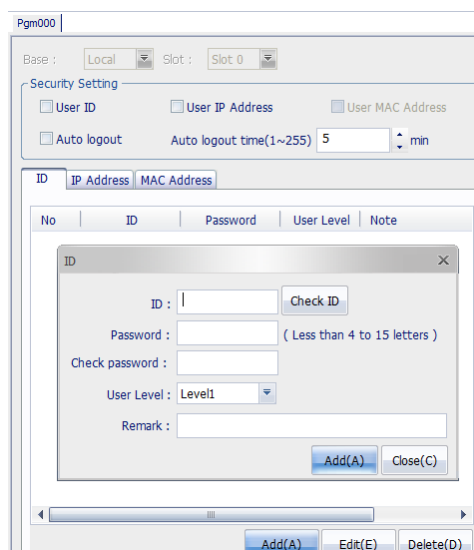 Pgm000
Base : Local Slot : Slot 0
Security Setting
User ID User IP Address User MAC Address
Auto logout Auto logout time(1~255) 5 min
ID IP Address MAC Address
No ID Password User Level Note
ID
ID : Check ID
Password : ( Less than 4 to 15 letters )
Check password :
User Level : Level1
Remark :
Add(A) Close(C)
Add(A) Edit(E) Delete(D)